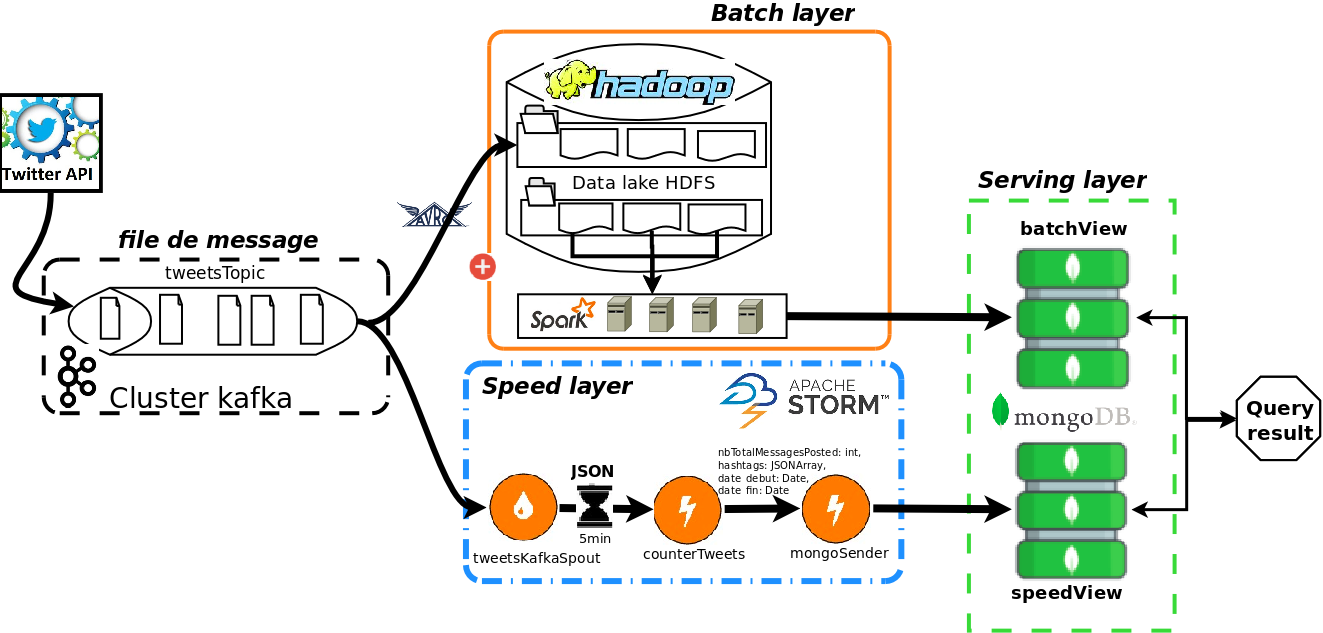 Batch layer
hadoop
Twitter API
Data lake HDFS
AVRO
file de message
tweetsTopic
Cluster kafka
Spark
Serving layer
batchView
mongoDB
speedView
Query
result
Speed layer
APACHE
STORM™
nbTotalMessagesPosted: int,
hashtags: JSONArray,
date debut: Date,
date fin: Date
JSON
5min
tweetsKafkaSpout
counterTweets
mongoSender